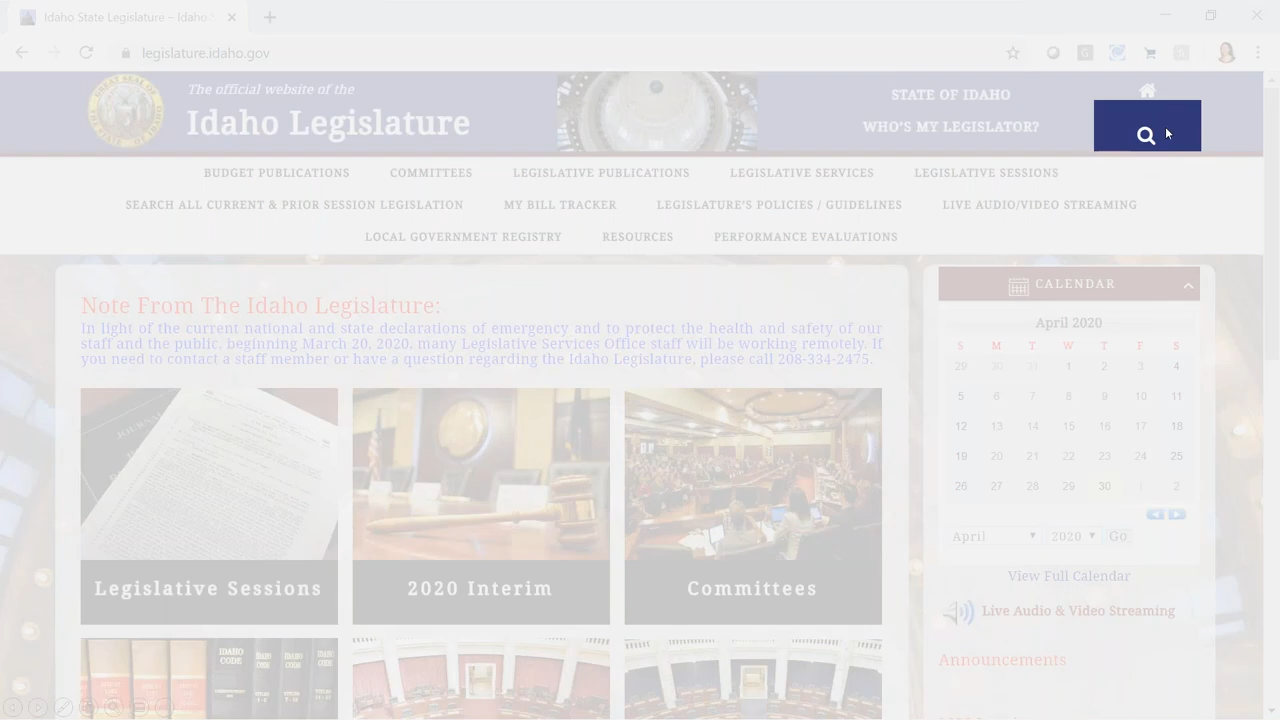 Idaho State Legislature – Idaho S
legislature.idaho.gov
The official website of the
Idaho Legislature
STATE OF IDAHO
WHO'S MY LEGISLATOR?
BUDGET PUBLICATIONS COMMITTEES LEGISLATIVE PUBLICATIONS LEGISLATIVE SERVICES LEGISLATIVE SESSIONS
SEARCH ALL CURRENT & PRIOR SESSION LEGISLATION MY BILL TRACKER LEGISLATURE'S POLICIES / GUIDELINES LIVE AUDIO/VIDEO STREAMING
LOCAL GOVERNMENT REGISTRY RESOURCES PERFORMANCE EVALUATIONS
Note From The Idaho Legislature:
In light of the current national and state declarations of emergency and to protect the health and safety of our
staff and the public, beginning March 20, 2020, many Legislative Services Office staff will be working remotely. If
you need to contact a staff member or have a question regarding the Idaho Legislature, please call 208-334-2475.
Legislative Sessions
2020 Interim
Committees
IDAHO CODE
CALENDAR
April 2020
S M T W T F S
29 30 31 1 2 3 4
5 6 7 8 9 10 11
12 13 14 15 16 17 18
19 20 21 22 23 24 25
26 27 28 29 30 1 2
April 2020 Go
View Full Calendar
Live Audio & Video Streaming
Announcements